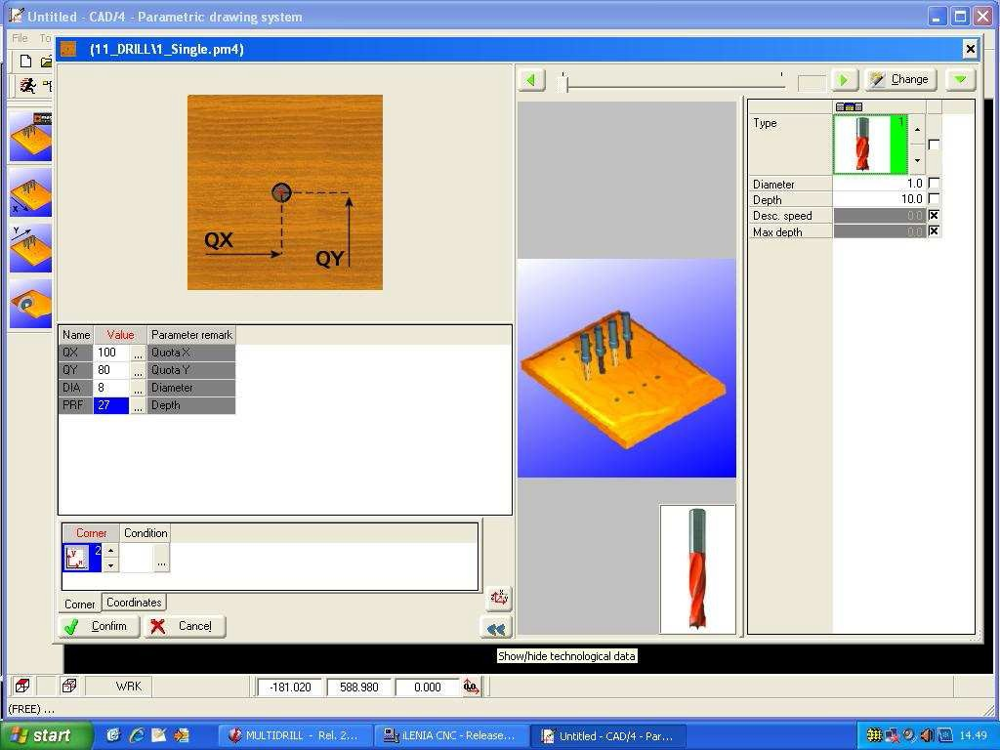 Untitled - CAD/4 - Parametric drawing system
File To
(11_DRILL\1_Single.pm4)
Change
QX
QY
Type
1
Diameter 1.0
Depth 10.0
Desc. speed 0.0
Max depth 0.0
Name Value Parameter remark
QX 100 ... Quota X
QY 80 ... Quota Y
DIA 8 ... Diameter
PRF 27 ... Depth
Corner Condition
2 ...
Corner Coordinates
Confirm Cancel
Show/hide technological data
WRK -181.020 588.980 0.000
(FREE) ...
start MULTIDRILL - Rel. 2... iLENIA CNC - Release... Untitled - CAD/4 - Par... 14.49